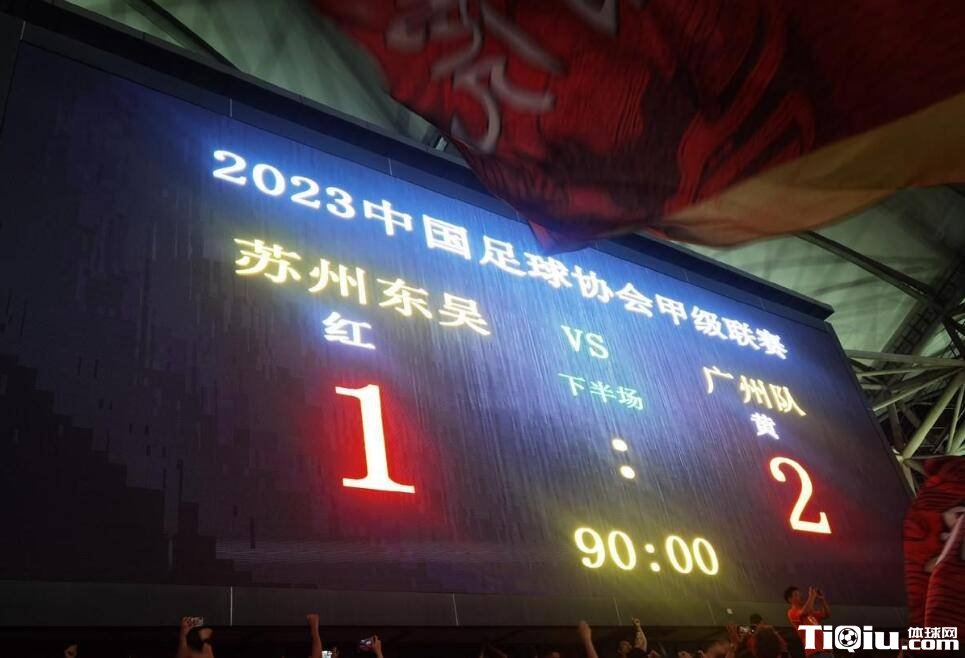 2023中国足球协会甲级联赛
苏州东吴 VS 广州队
红 下半场 黄
1 : 2
90:00
TiQiu 体球网
.com